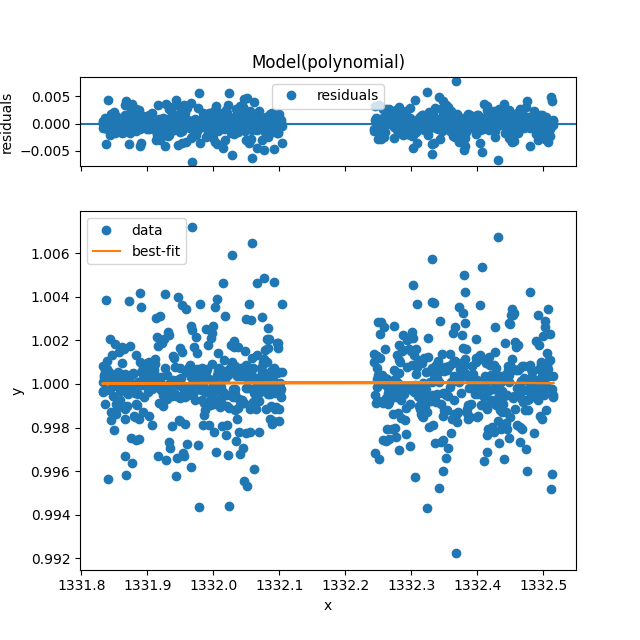 Model(polynomial)
residuals
0.005
0.000
−0.005
residuals
data
best-fit
y
1.006
1.004
1.002
1.000
0.998
0.996
0.994
0.992
1331.8 1331.9 1332.0 1332.1 1332.2 1332.3 1332.4 1332.5
x